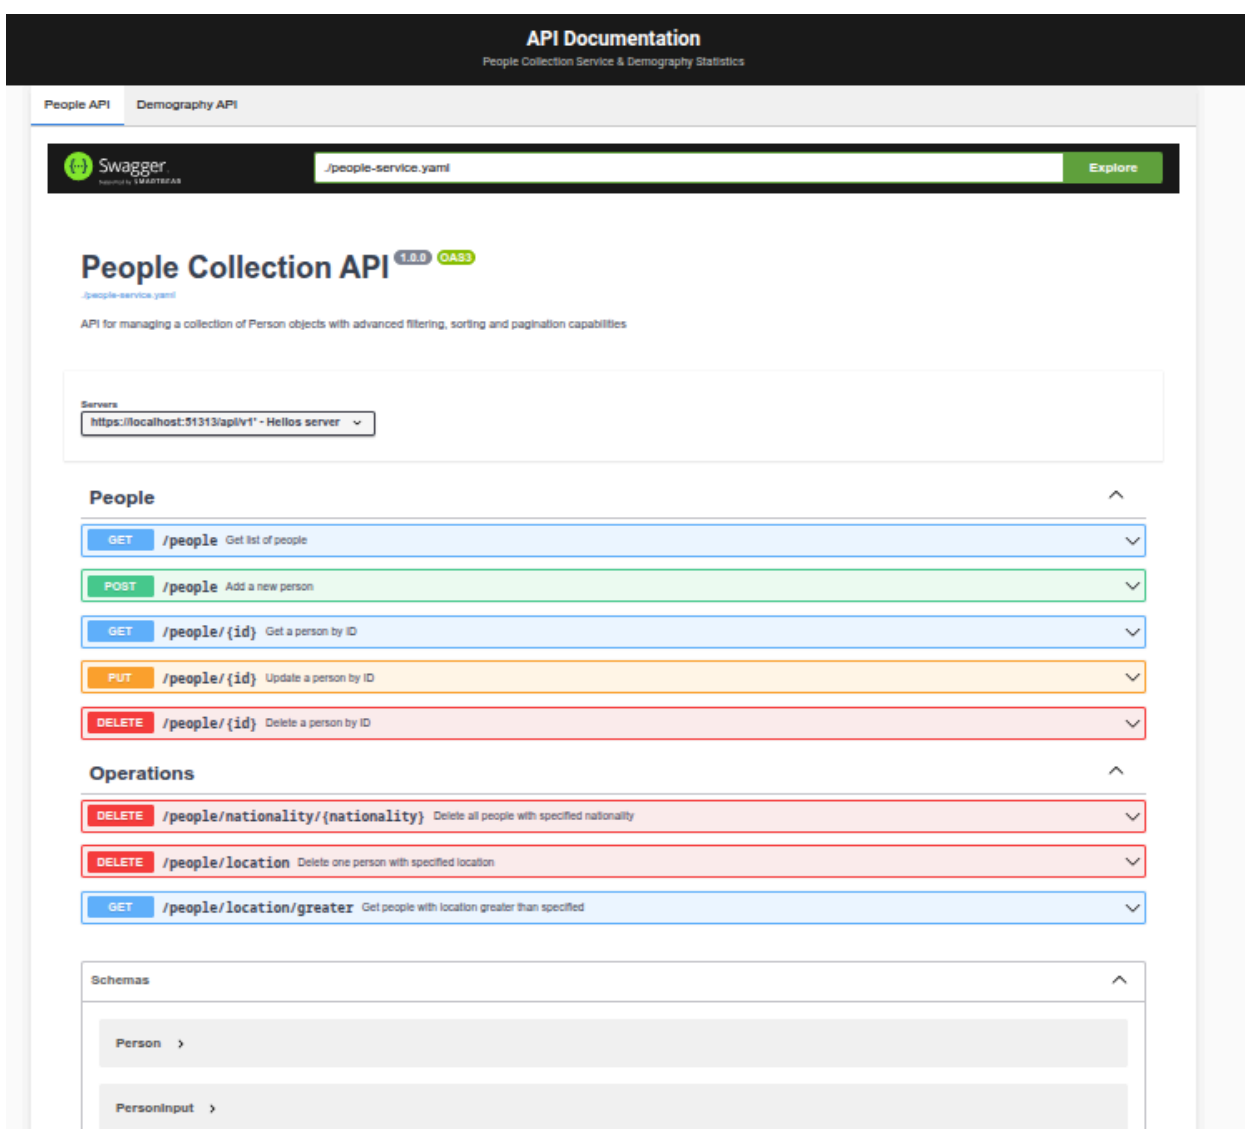 API Documentation
People Collection Service & Demography Statistics
People API Demography API
{...} Swagger.
Supported by SMARTBEAR
./people-service.yaml Explore
People Collection API 1.0.0 OAS3
./people-service.yaml
API for managing a collection of Person objects with advanced filtering, sorting and pagination capabilities
Servers
https://localhost:51313/api/v1' - Helios server
People
GET /people Get list of people
POST /people Add a new person
GET /people/{id} Get a person by ID
PUT /people/{id} Update a person by ID
DELETE /people/{id} Delete a person by ID
Operations
DELETE /people/nationality/{nationality} Delete all people with specified nationality
DELETE /people/location Delete one person with specified location
GET /people/location/greater Get people with location greater than specified
Schemas
Person
PersonInput